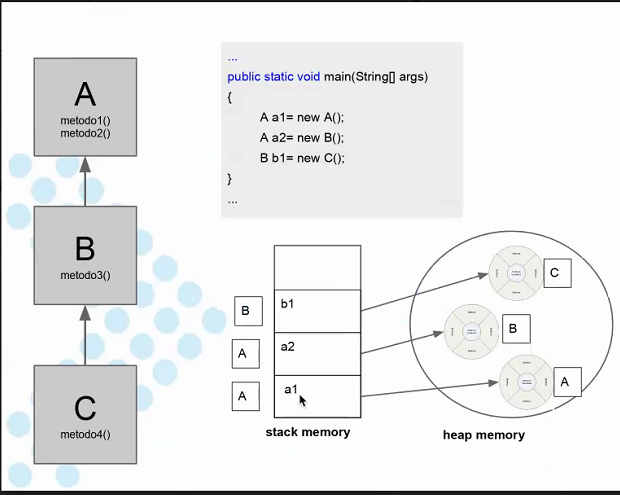 A
metodo1()
metodo2()
B
metodo3()
C
metodo4()
...
public static void main(String[] args)
{
A a1= new A();
A a2= new B();
B b1= new C();
}
...
B
b1
A
a2
A
a1
stack memory
C
B
A
heap memory